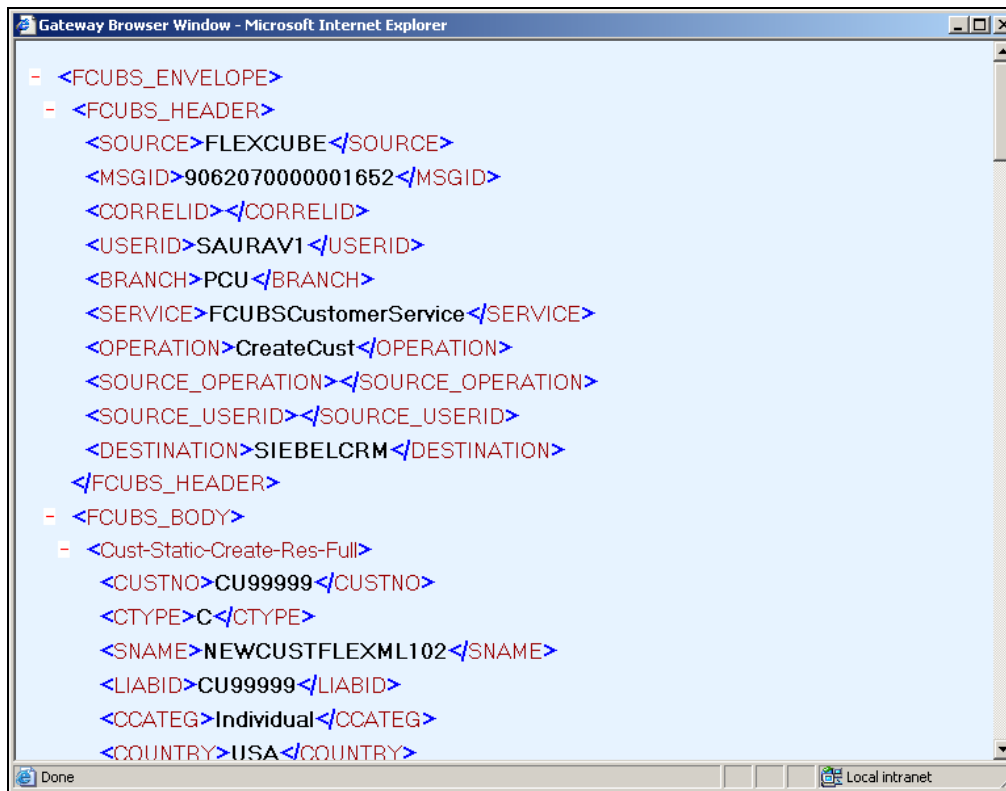 Gateway Browser Window - Microsoft Internet Explorer
- <FCUBS_ENVELOPE>
- <FCUBS_HEADER>
<SOURCE>FLEXCUBE</SOURCE>
<MSGID>9062070000001652</MSGID>
<CORRELID></CORRELID>
<USERID>SAURAV1</USERID>
<BRANCH>PCU</BRANCH>
<SERVICE>FCUBSCustomerService</SERVICE>
<OPERATION>CreateCust</OPERATION>
<SOURCE_OPERATION></SOURCE_OPERATION>
<SOURCE_USERID></SOURCE_USERID>
<DESTINATION>SIEBELCRM</DESTINATION>
</FCUBS_HEADER>
- <FCUBS_BODY>
- <Cust-Static-Create-Res-Full>
<CUSTNO>CU99999</CUSTNO>
<CTYPE>C</CTYPE>
<SNAME>NEWCUSTFLEXML102</SNAME>
<LIABID>CU99999</LIABID>
<CCATEG>Individual</CCATEG>
<COUNTRY>USA</COUNTRY>
Done Local intranet